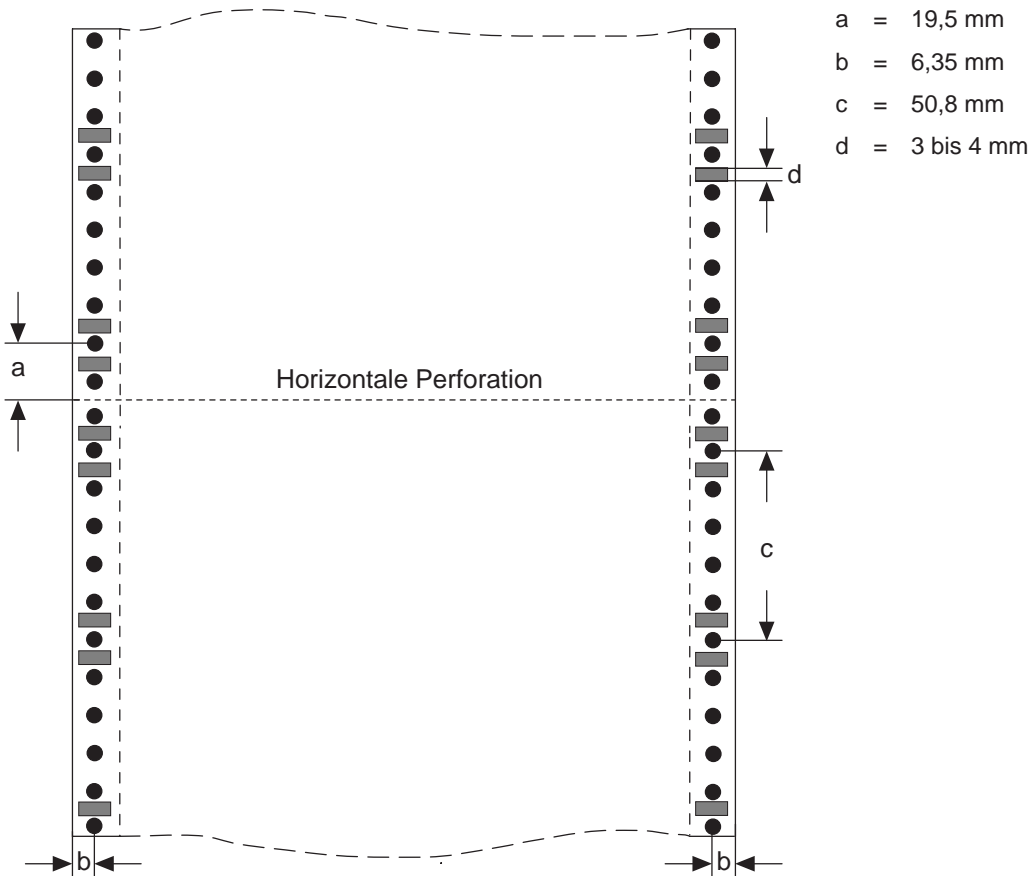 a = 19,5 mm
b = 6,35 mm
c = 50,8 mm
d = 3 bis 4 mm
d
a
Horizontale Perforation
c
b
b